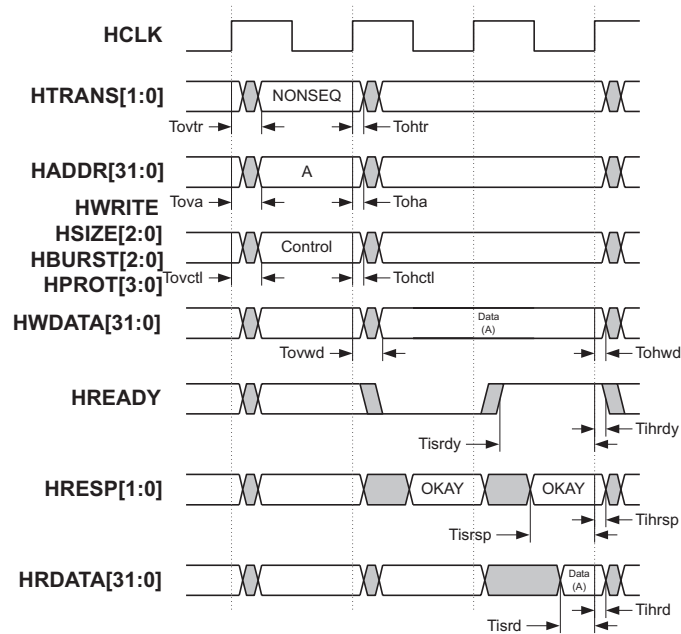 HCLK
HTRANS[1:0]
NONSEQ
Tovtr
Tohtr
HADDR[31:0]
A
Tova
Toha
HWRITE
HSIZE[2:0]
HBURST[2:0]
HPROT[3:0]
Control
Tovctl
Tohctl
HWDATA[31:0]
Data
(A)
Tovwd
Tohwd
HREADY
Tisrdy
Tihrdy
HRESP[1:0]
OKAY
OKAY
Tisrsp
Tihrsp
HRDATA[31:0]
Data
(A)
Tisrd
Tihrd